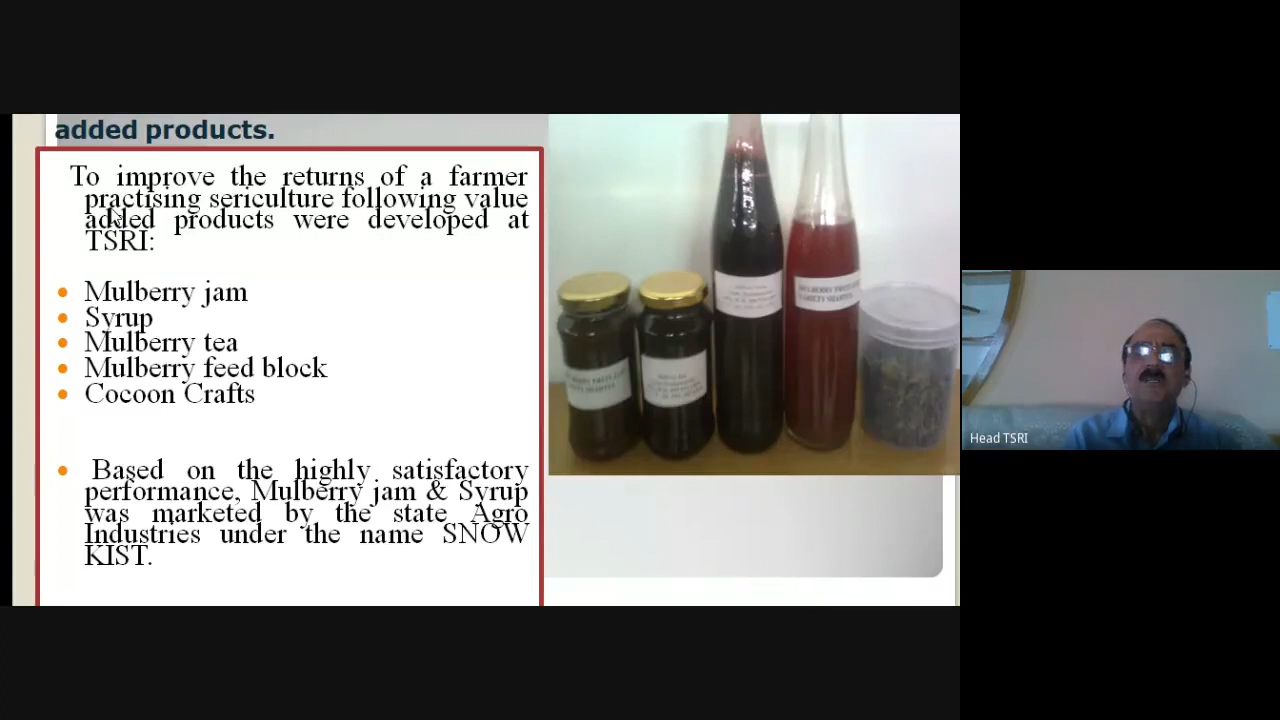 added products.
To improve the returns of a farmer
practising sericulture following value
added products were developed at
TSRI:
Mulberry jam
Syrup
Mulberry tea
Mulberry feed block
Cocoon Crafts
Based on the highly satisfactory
performance, Mulberry jam & Syrup
was marketed by the state Agro
Industries under the name SNOW
KIST.
MULBERRY FRUIT
Head TSRI